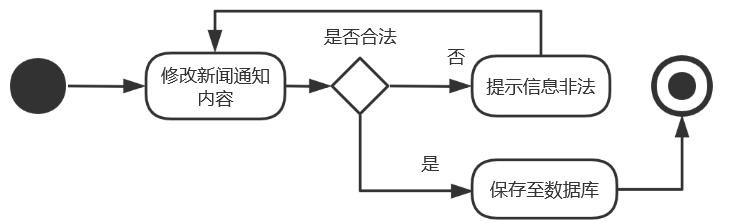 是否合法
否
修改新闻通知
内容
提示信息非法
是
保存至数据库